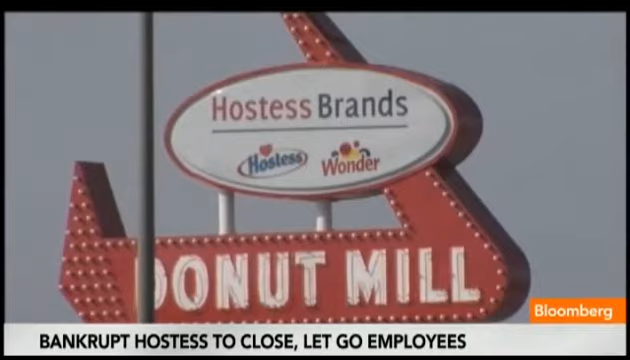 Hostess Brands
Hostess
Wonder
DONUT MILL
Bloomberg
BANKRUPT HOSTESS TO CLOSE, LET GO EMPLOYEES